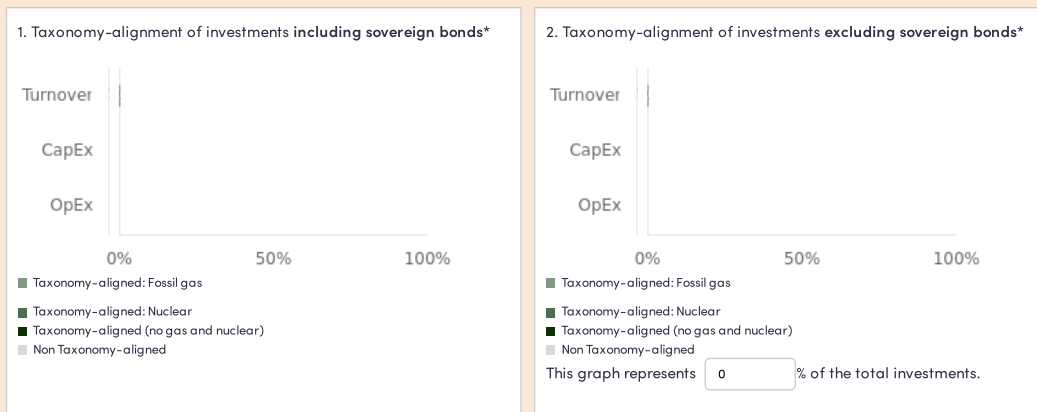 1. Taxonomy-alignment of investments including sovereign bonds*
Turnover
CapEx
OpEx
0% 50% 100%
Taxonomy-aligned: Fossil gas
Taxonomy-aligned: Nuclear
Taxonomy-aligned (no gas and nuclear)
Non Taxonomy-aligned
2. Taxonomy-alignment of investments excluding sovereign bonds*
Turnover
CapEx
OpEx
0% 50% 100%
Taxonomy-aligned: Fossil gas
Taxonomy-aligned: Nuclear
Taxonomy-aligned (no gas and nuclear)
Non Taxonomy-aligned
This graph represents 0 % of the total investments.